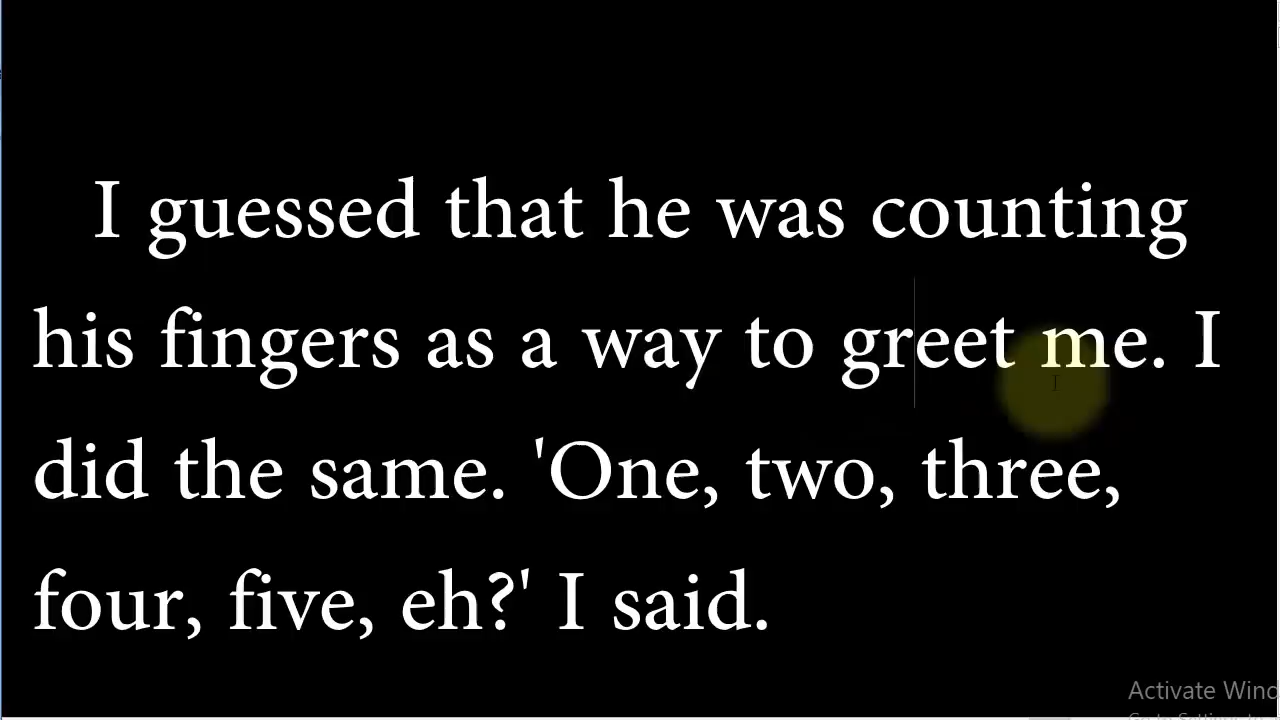 I guessed that he was counting
his fingers as a way to greet me. I
did the same. 'One, two, three,
four, five, eh?' I said.
Activate Wind